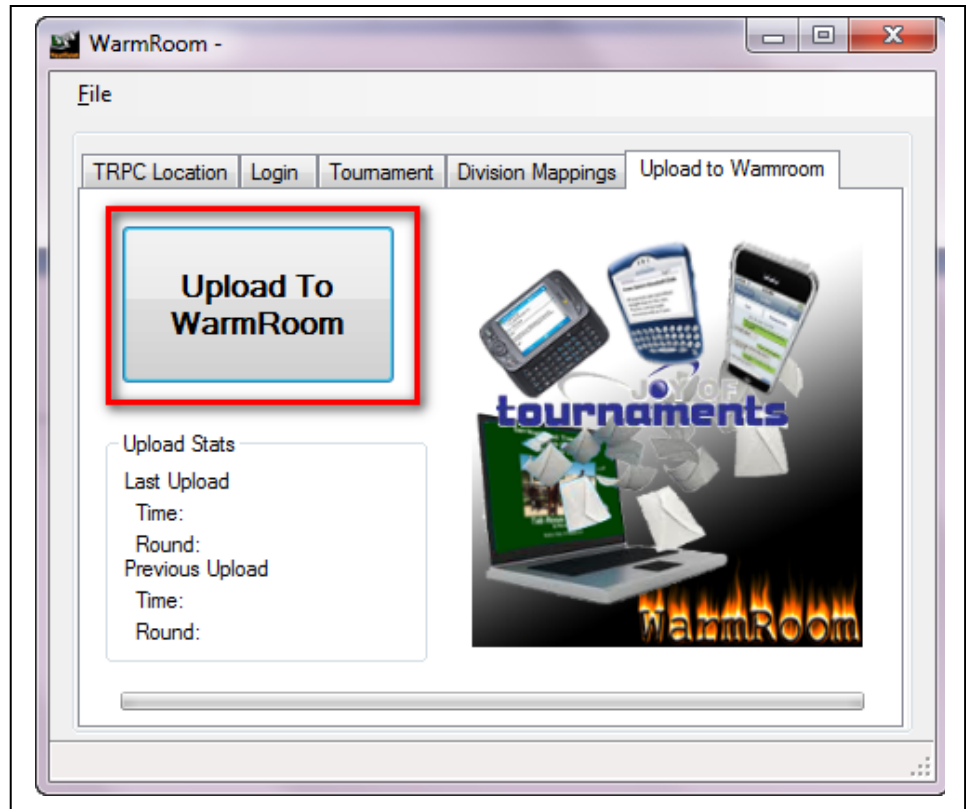 WarmRoom -
File
TRPC Location Login Tournament Division Mappings Upload to Warmroom
Upload To
WarmRoom
JOY OF
tournaments
Upload Stats
Last Upload
Time:
Round:
Previous Upload
Time:
Round:
WarmRoom